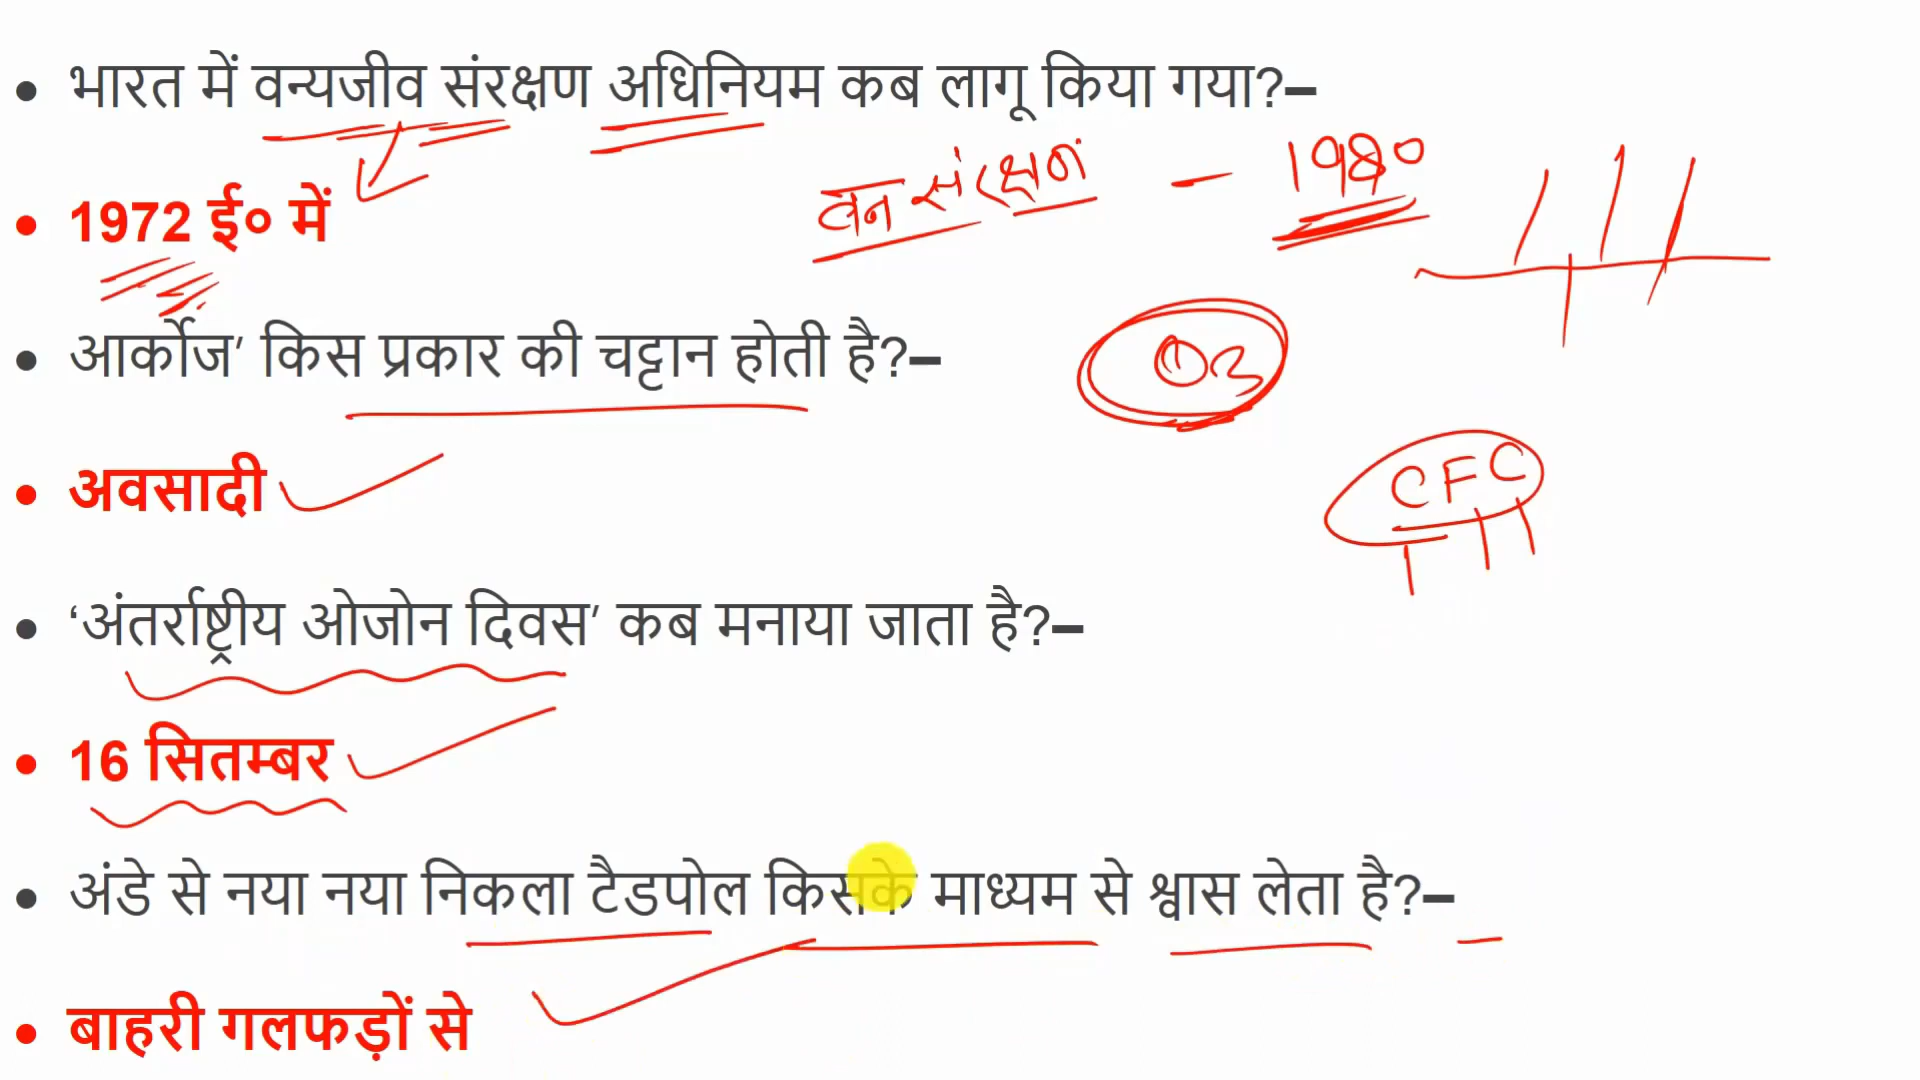 • भारत में वन्यजीव संरक्षण अधिनियम कब लागू किया गया?–
वन संरक्षण – 1980
• 1972 ई० में
• आर्कोज’ किस प्रकार की चट्टान होती है?–
O3
CFC
• अवसादी
• ‘अंतर्राष्ट्रीय ओजोन दिवस’ कब मनाया जाता है?–
• 16 सितम्बर
• अंडे से नया नया निकला टैडपोल किसके माध्यम से श्वास लेता है?–
• बाहरी गलफड़ों से